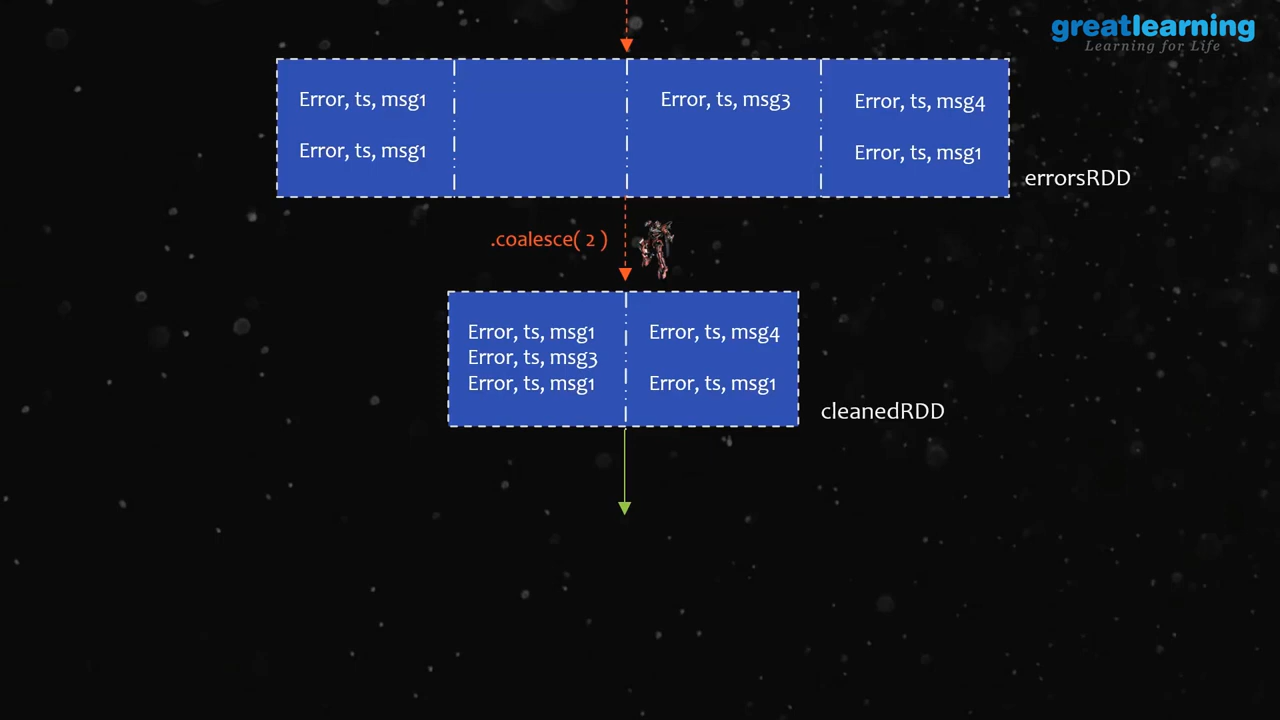 greatlearning
Learning for Life
Error, ts, msg1
Error, ts, msg1
Error, ts, msg3
Error, ts, msg4
Error, ts, msg1
errorsRDD
.coalesce( 2 )
Error, ts, msg1
Error, ts, msg3
Error, ts, msg1
Error, ts, msg4
Error, ts, msg1
cleanedRDD